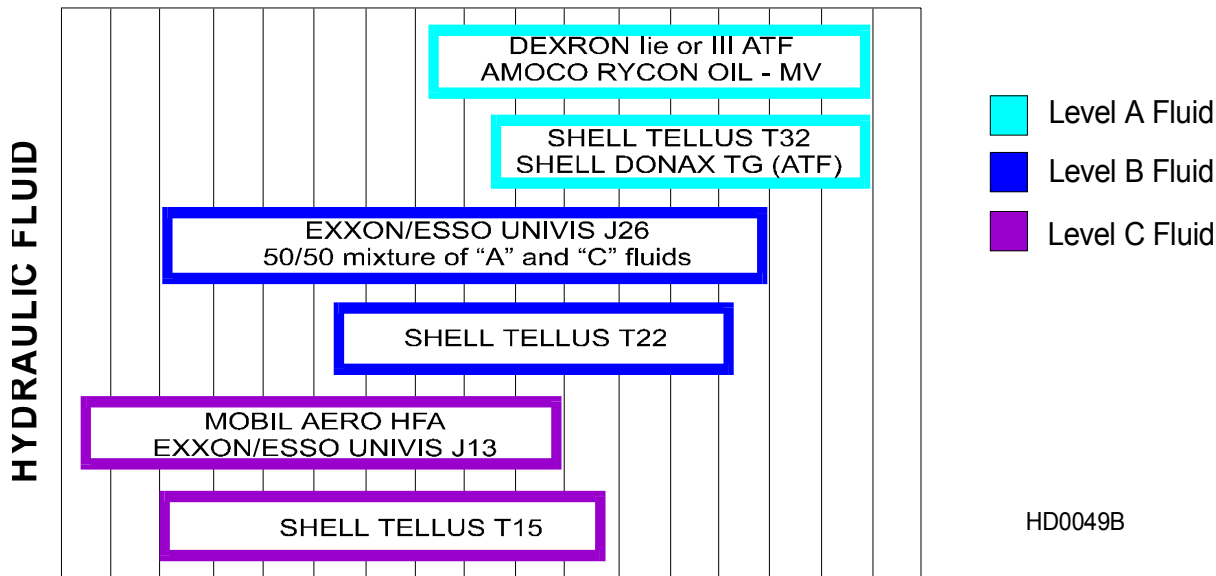 HYDRAULIC FLUID
DEXRON Iie or III ATF
AMOCO RYCON OIL - MV
SHELL TELLUS T32
SHELL DONAX TG (ATF)
EXXON/ESSO UNIVIS J26
50/50 mixture of “A” and “C” fluids
SHELL TELLUS T22
MOBIL AERO HFA
EXXON/ESSO UNIVIS J13
SHELL TELLUS T15
Level A Fluid
Level B Fluid
Level C Fluid
HD0049B